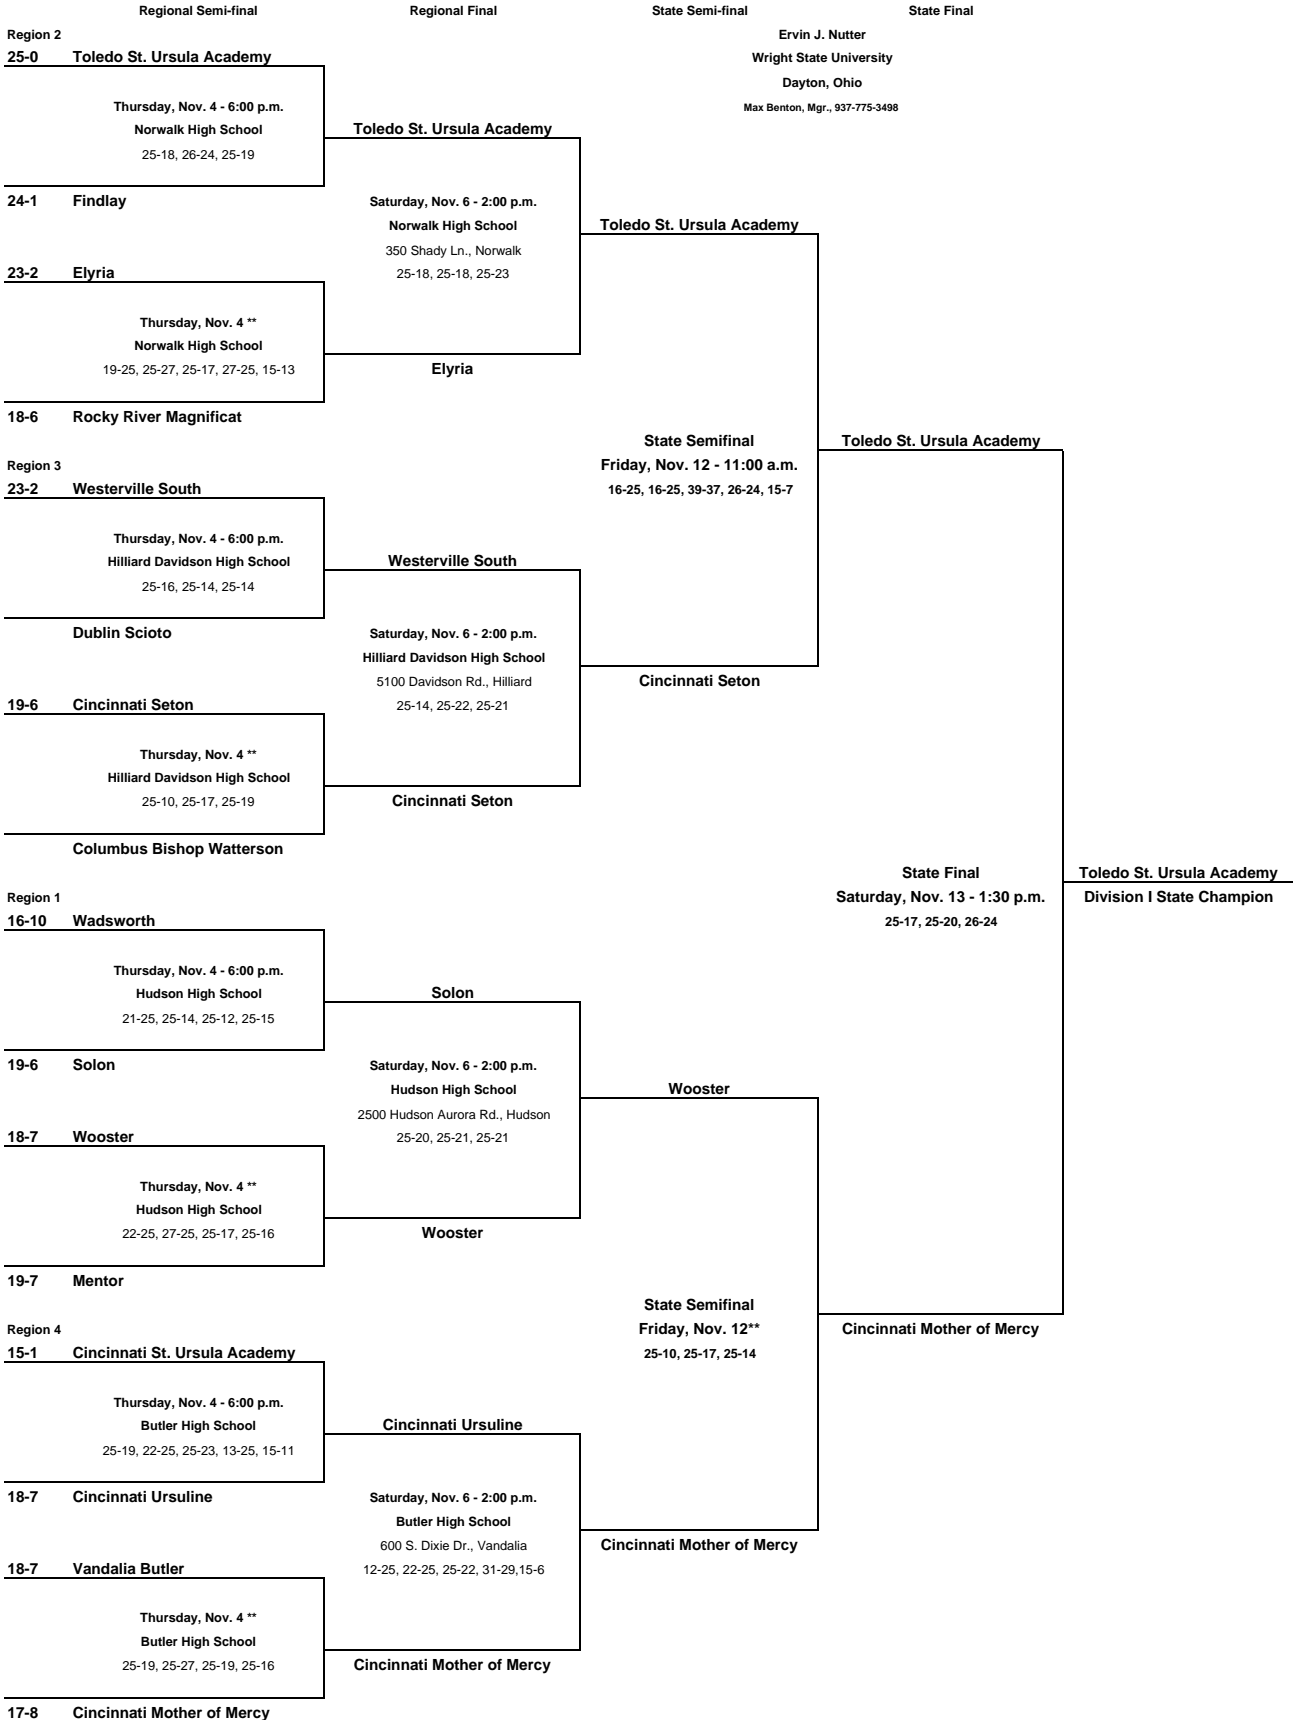 Regional Semi-final Regional Final State Semi-final State Final
Region 2
Ervin J. Nutter
25-0 Toledo St. Ursula Academy
Wright State University
Dayton, Ohio
Max Benton, Mgr., 937-775-3498
Thursday, Nov. 4 - 6:00 p.m.
Norwalk High School
25-18, 26-24, 25-19
Toledo St. Ursula Academy
24-1 Findlay
Saturday, Nov. 6 - 2:00 p.m.
Norwalk High School
350 Shady Ln., Norwalk
25-18, 25-18, 25-23
Toledo St. Ursula Academy
23-2 Elyria
Thursday, Nov. 4 **
Norwalk High School
19-25, 25-27, 25-17, 27-25, 15-13
Elyria
18-6 Rocky River Magnificat
State Semifinal
Friday, Nov. 12 - 11:00 a.m.
16-25, 16-25, 39-37, 26-24, 15-7
Toledo St. Ursula Academy
Region 3
23-2 Westerville South
Thursday, Nov. 4 - 6:00 p.m.
Hilliard Davidson High School
25-16, 25-14, 25-14
Westerville South
Dublin Scioto
Saturday, Nov. 6 - 2:00 p.m.
Hilliard Davidson High School
5100 Davidson Rd., Hilliard
25-14, 25-22, 25-21
Cincinnati Seton
19-6 Cincinnati Seton
Thursday, Nov. 4 **
Hilliard Davidson High School
25-10, 25-17, 25-19
Cincinnati Seton
Columbus Bishop Watterson
State Final
Saturday, Nov. 13 - 1:30 p.m.
25-17, 25-20, 26-24
Toledo St. Ursula Academy
Division I State Champion
Region 1
16-10 Wadsworth
Thursday, Nov. 4 - 6:00 p.m.
Hudson High School
21-25, 25-14, 25-12, 25-15
Solon
19-6 Solon
Saturday, Nov. 6 - 2:00 p.m.
Hudson High School
2500 Hudson Aurora Rd., Hudson
25-20, 25-21, 25-21
Wooster
18-7 Wooster
Thursday, Nov. 4 **
Hudson High School
22-25, 27-25, 25-17, 25-16
Wooster
19-7 Mentor
State Semifinal
Friday, Nov. 12**
25-10, 25-17, 25-14
Cincinnati Mother of Mercy
Region 4
15-1 Cincinnati St. Ursula Academy
Thursday, Nov. 4 - 6:00 p.m.
Butler High School
25-19, 22-25, 25-23, 13-25, 15-11
Cincinnati Ursuline
18-7 Cincinnati Ursuline
Saturday, Nov. 6 - 2:00 p.m.
Butler High School
600 S. Dixie Dr., Vandalia
12-25, 22-25, 25-22, 31-29,15-6
Cincinnati Mother of Mercy
18-7 Vandalia Butler
Thursday, Nov. 4 **
Butler High School
25-19, 25-27, 25-19, 25-16
Cincinnati Mother of Mercy
17-8 Cincinnati Mother of Mercy